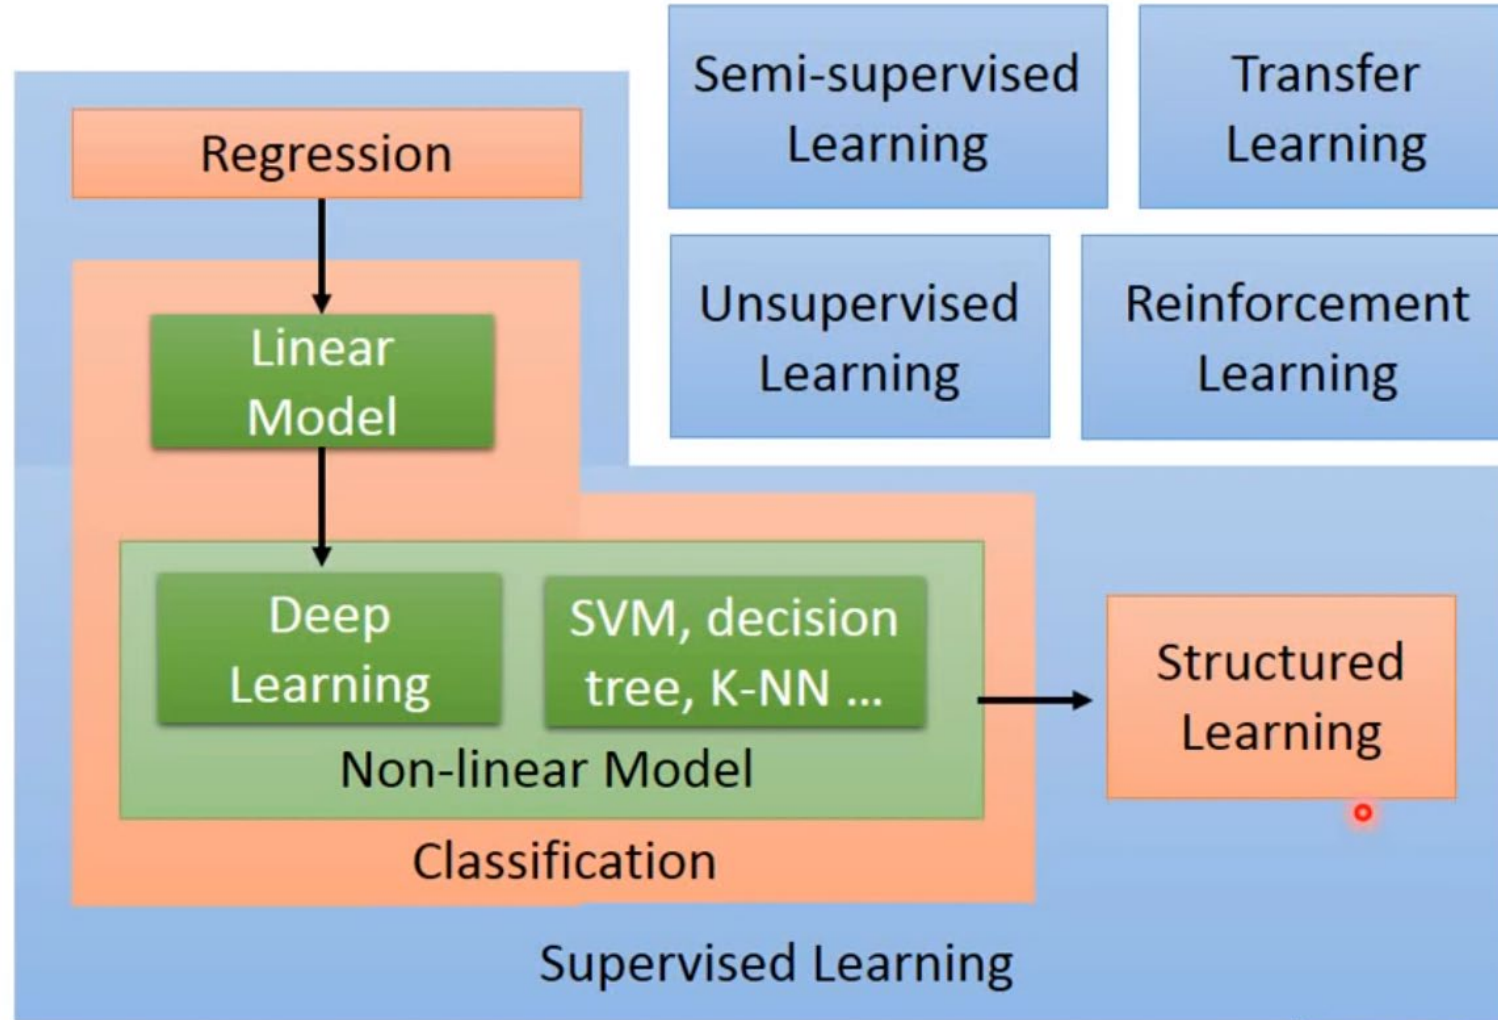 Semi-supervised
Learning
Transfer
Learning
Regression
Unsupervised
Learning
Reinforcement
Learning
Linear
Model
Deep
Learning
SVM, decision
tree, K-NN ...
Non-linear Model
Structured
Learning
Classification
Supervised Learning